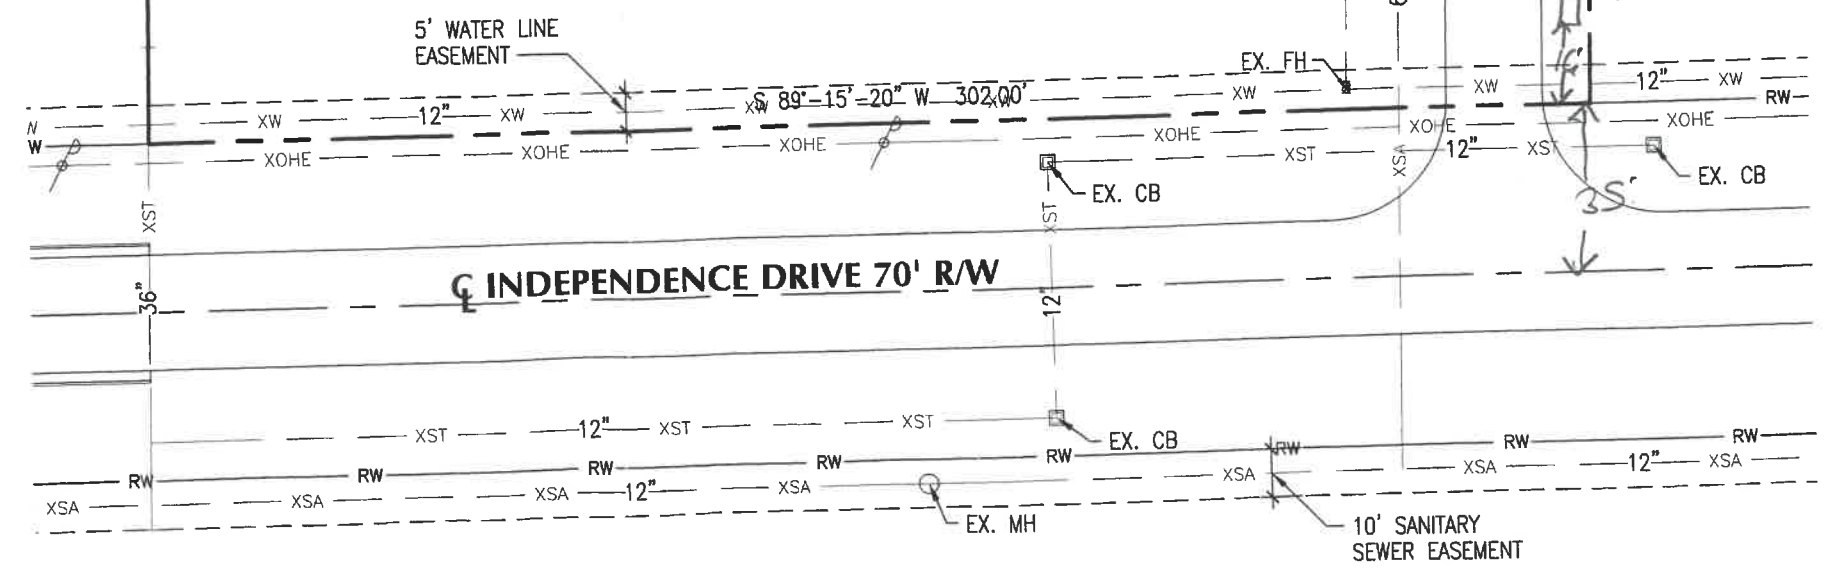 5' WATER LINE
EASEMENT
EX. FH
S 89°-15'-20" W 302.00'
12" XW
XW 12" XW XW XW XW XW
N
W
RW
XOHE XOHE XOHE XOHE XOHE XOHE
XST 12" XST
XSA
EX. CB
EX. CB
35'
XST
XST
36"
℄ INDEPENDENCE DRIVE 70' R/W
12"
XST 12" XST XST
EX. CB
RW RW RW RW RW RW RW RW
XSA XSA XSA 12" XSA XSA XSA 12" XSA
EX. MH
10' SANITARY
SEWER EASEMENT